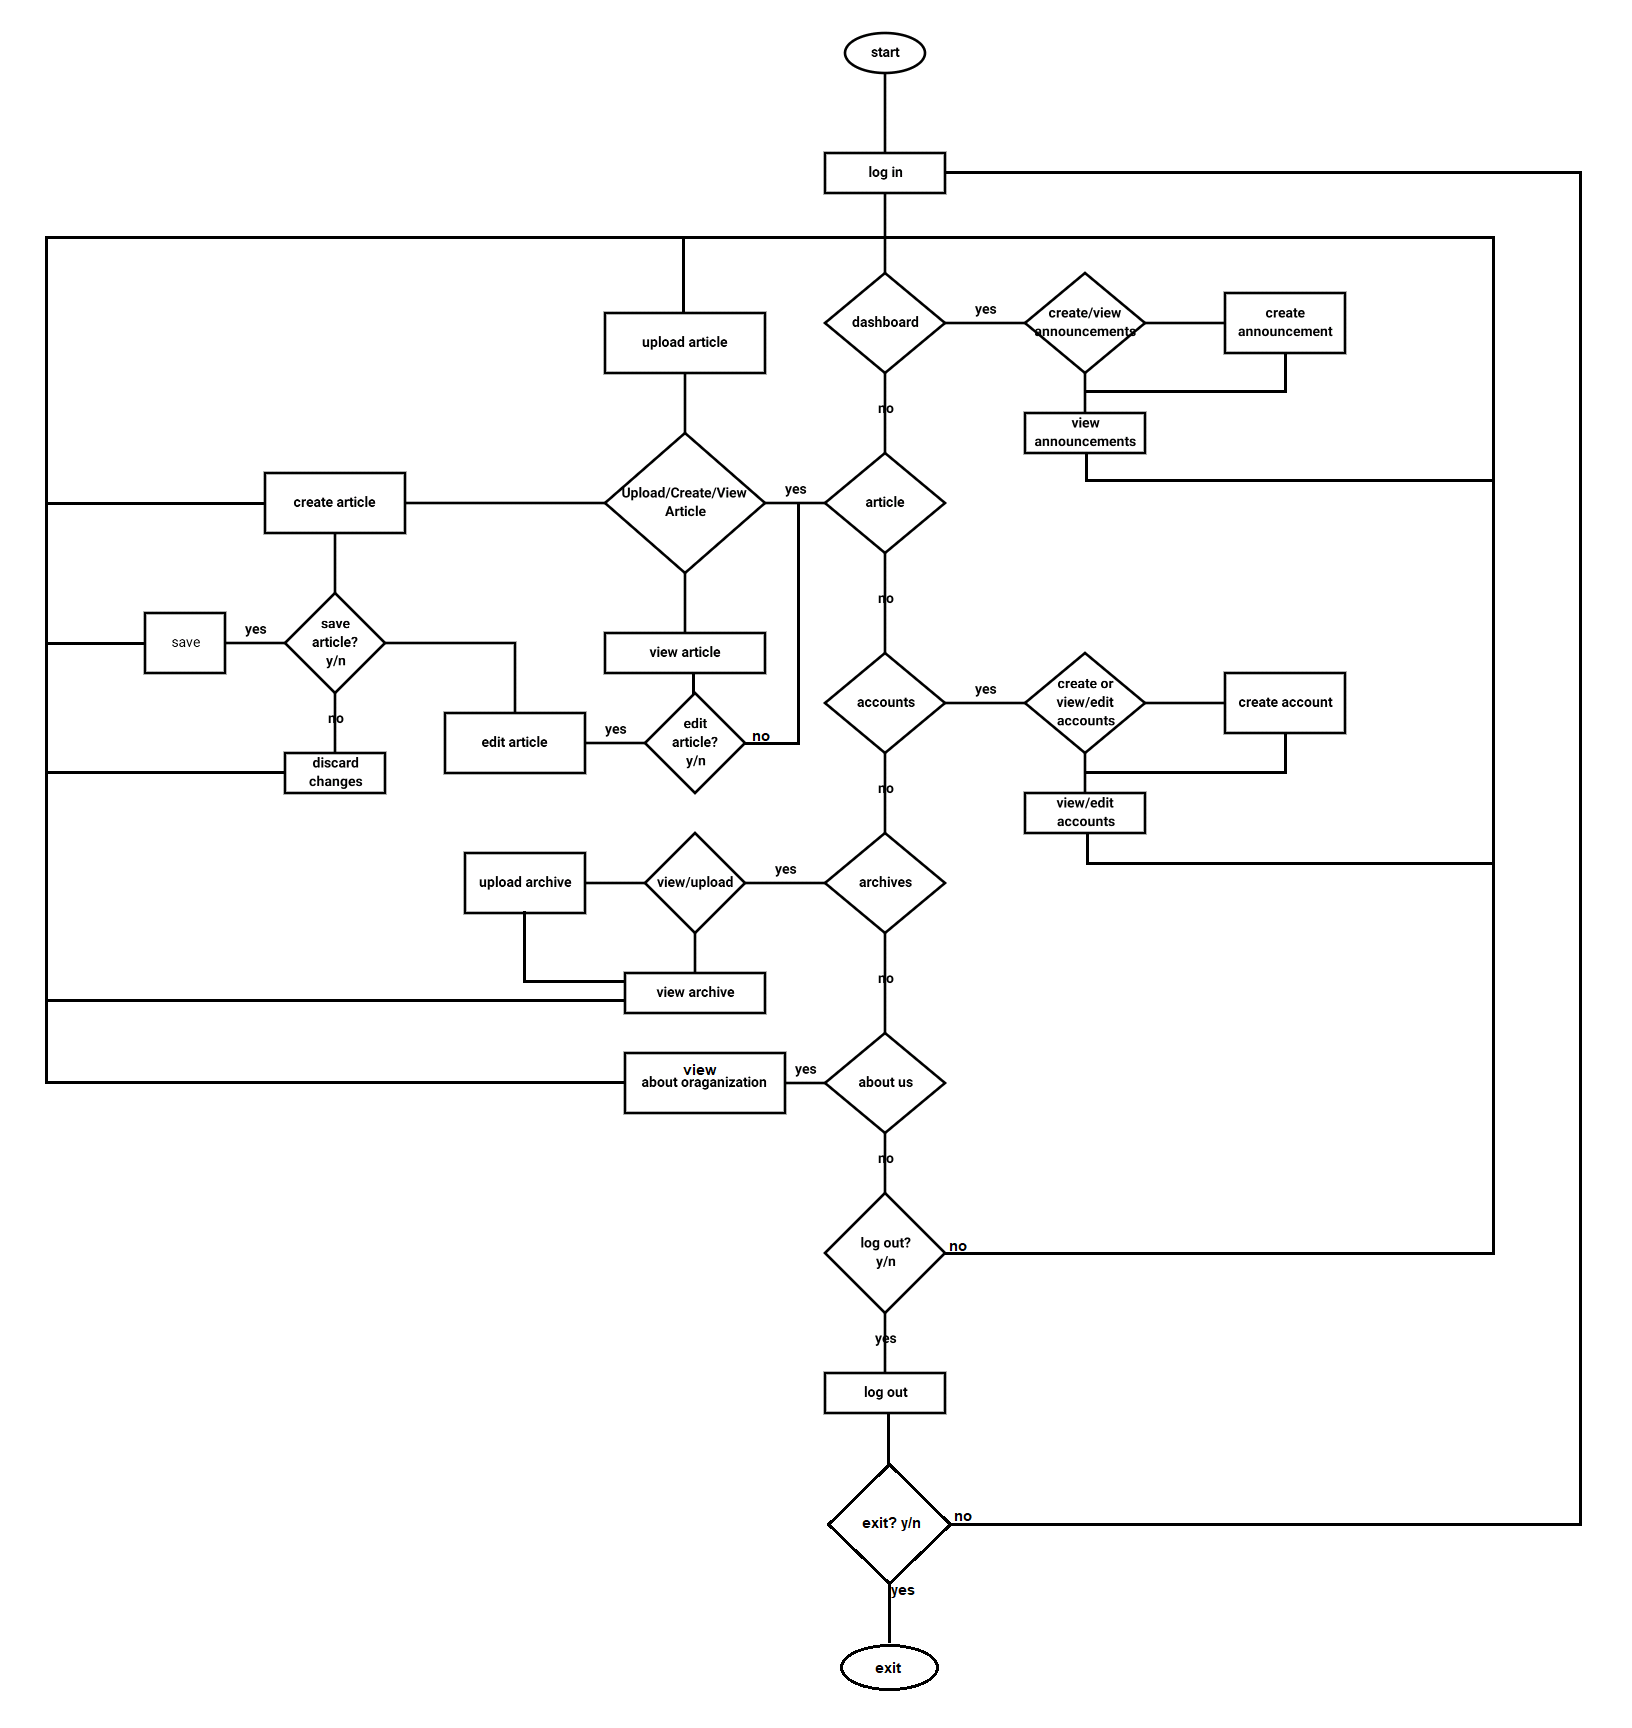 start
log in
dashboard
yes
create/view
announcements
create
announcement
upload article
no
view
announcements
create article
Upload/Create/View
Article
yes
article
no
save
yes
save
article?
y/n
view article
accounts
yes
create or
view/edit
accounts
create account
no
edit article
yes
edit
article?
y/n
no
discard
changes
no
view/edit
accounts
upload archive
view/upload
yes
archives
view archive
no
view
about oraganization
yes
about us
no
log out?
y/n
no
yes
log out
exit? y/n
no
yes
exit